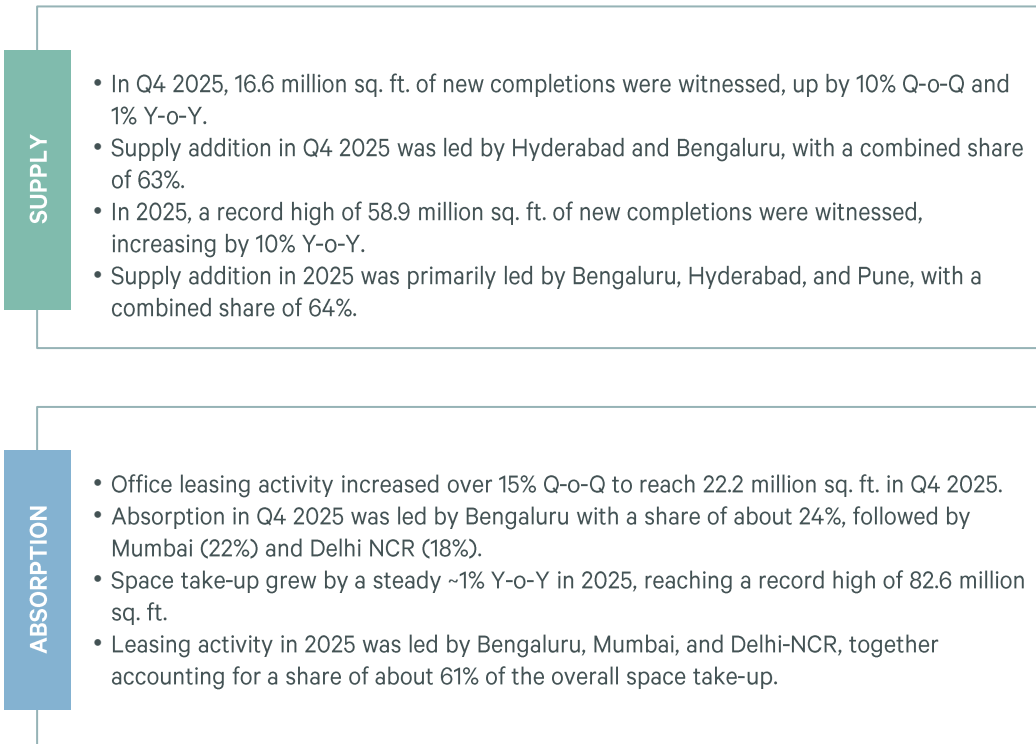 SUPPLY
• In Q4 2025, 16.6 million sq. ft. of new completions were witnessed, up by 10% Q-o-Q and
1% Y-o-Y.
• Supply addition in Q4 2025 was led by Hyderabad and Bengaluru, with a combined share
of 63%.
• In 2025, a record high of 58.9 million sq. ft. of new completions were witnessed,
increasing by 10% Y-o-Y.
• Supply addition in 2025 was primarily led by Bengaluru, Hyderabad, and Pune, with a
combined share of 64%.
ABSORPTION
• Office leasing activity increased over 15% Q-o-Q to reach 22.2 million sq. ft. in Q4 2025.
• Absorption in Q4 2025 was led by Bengaluru with a share of about 24%, followed by
Mumbai (22%) and Delhi NCR (18%).
• Space take-up grew by a steady ~1% Y-o-Y in 2025, reaching a record high of 82.6 million
sq. ft.
• Leasing activity in 2025 was led by Bengaluru, Mumbai, and Delhi-NCR, together
accounting for a share of about 61% of the overall space take-up.